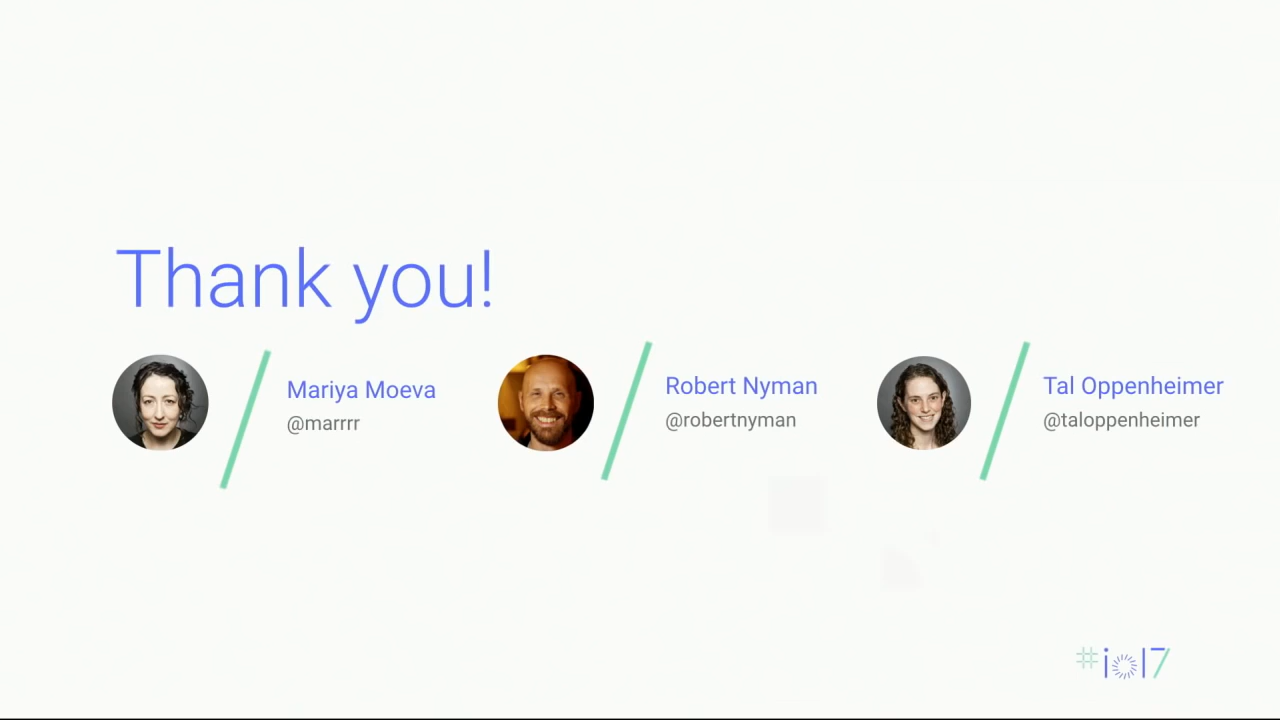 Thank you!
Mariya Moeva
@marrrr
Robert Nyman
@robertnyman
Tal Oppenheimer
@taloppenheimer
#io17